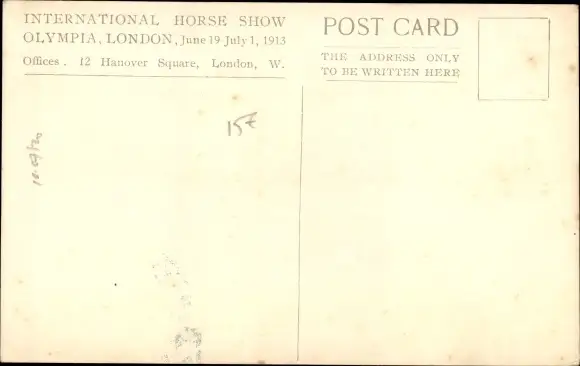 INTERNATIONAL HORSE SHOW
OLYMPIA, LONDON, June 19-July 1, 1913
Offices. 12 Hanover Square, London, W.
POST CARD
THE ADDRESS ONLY
TO BE WRITTEN HERE
15€